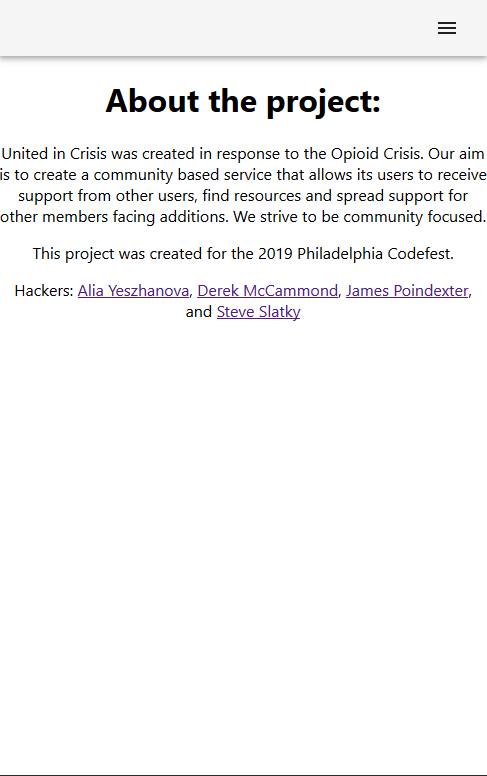 About the project:
United in Crisis was created in response to the Opioid Crisis. Our aim
is to create a community based service that allows its users to receive
support from other users, find resources and spread support for
other members facing additions. We strive to be community focused.
This project was created for the 2019 Philadelphia Codefest.
Hackers: Alia Yeszhanova, Derek McCammond, James Poindexter,
and Steve Slatky